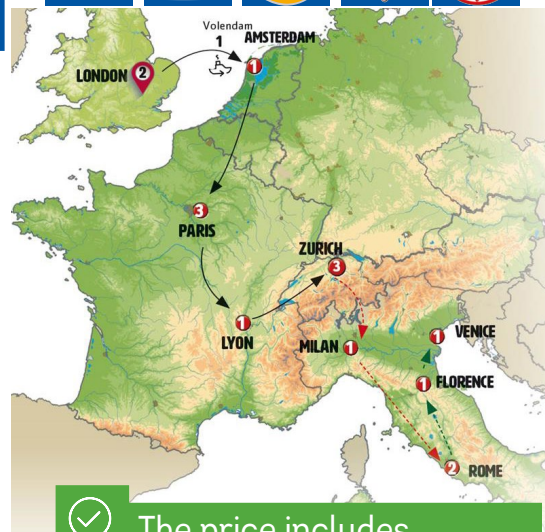 Volendam
1
AMSTERDAM
1
LONDON 2
3
PARIS
ZURICH
3
1
LYON
MILAN 1
1 VENICE
1 FLORENCE
2 ROME
The price includes